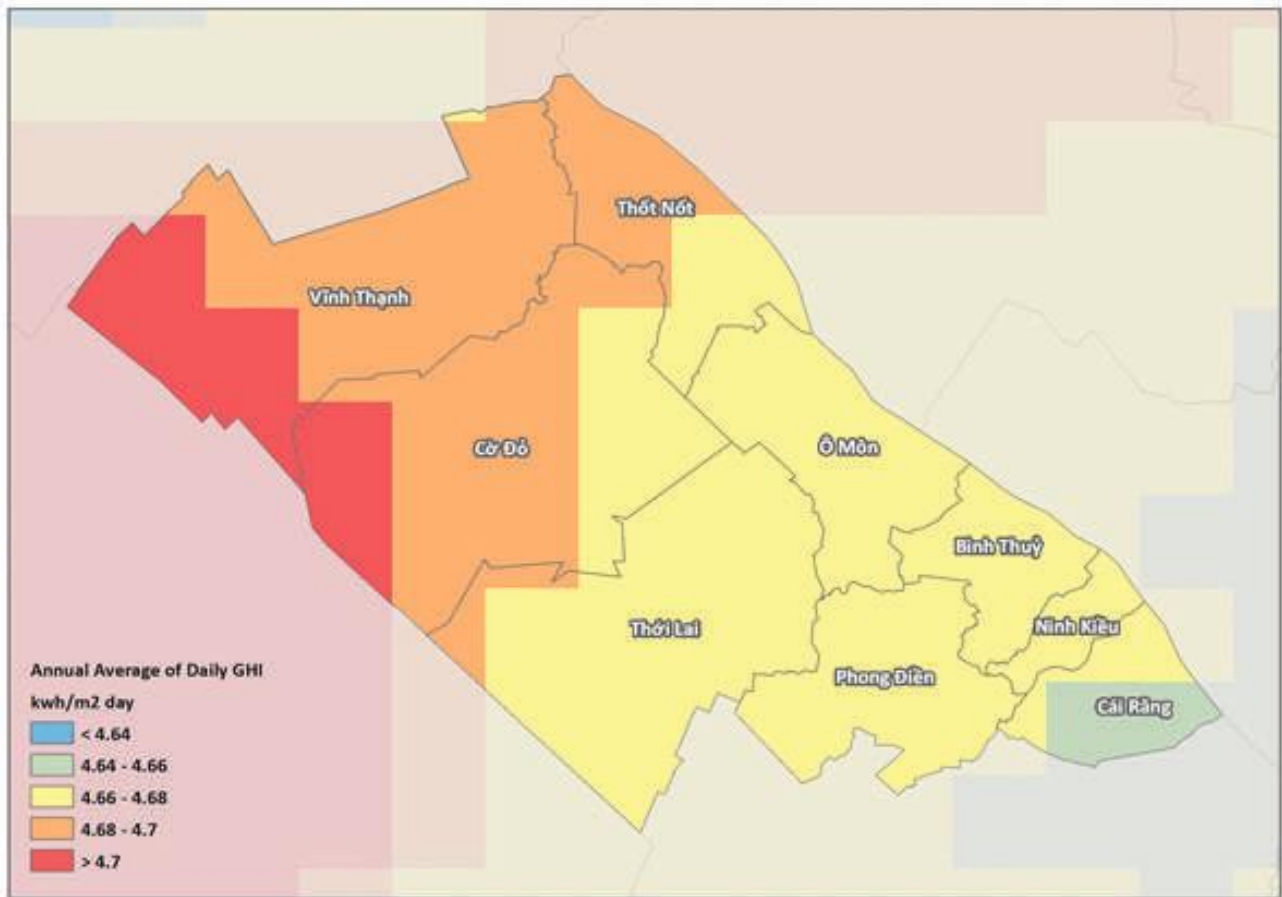 Thốt Nốt
Vĩnh Thạnh
Cờ Đỏ
Ô Môn
Bình Thuỷ
Ninh Kiều
Thới Lai
Phong Điền
Cái Răng
Annual Average of Daily GHI
kwh/m2 day
< 4.64
4.64 - 4.66
4.66 - 4.68
4.68 - 4.7
> 4.7